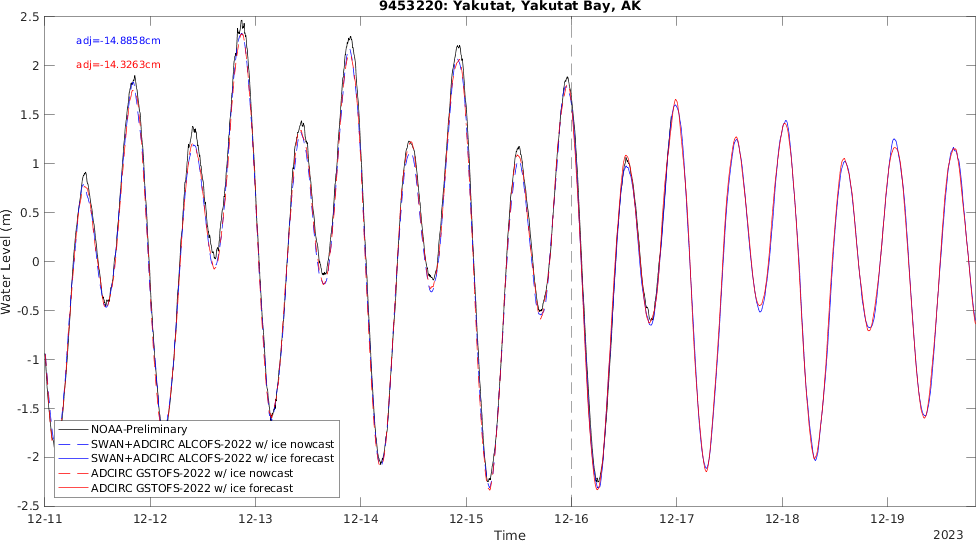 9453220: Yakutat, Yakutat Bay, AK
2.5
2
1.5
1
0.5
0
-0.5
-1
-1.5
-2
-2.5
Water Level (m)
adj=-14.8858cm
adj=-14.3263cm
NOAA-Preliminary
SWAN+ADCIRC ALCOFS-2022 w/ ice nowcast
SWAN+ADCIRC ALCOFS-2022 w/ ice forecast
ADCIRC GSTOFS-2022 w/ ice nowcast
ADCIRC GSTOFS-2022 w/ ice forecast
12-11 12-12 12-13 12-14 12-15 12-16 12-17 12-18 12-19
Time
2023